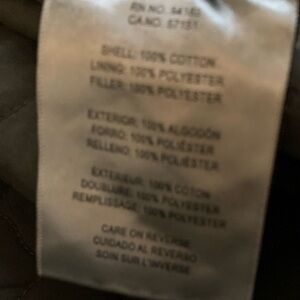 RN NO. 54163
CA NO. 57151
SHELL: 100% COTTON
LINING: 100% POLYESTER
FILLER: 100% POLYESTER
EXTERIOR: 100% ALGODÓN
FORRO: 100% POLIÉSTER
RELLENO: 100% POLIÉSTER
EXTÉRIEUR: 100% COTON
DOUBLURE: 100% POLYESTER
REMPLISSAGE: 100% POLYESTER
CARE ON REVERSE
CUIDADO AL REVERSO
SOIN SUR L'INVERSE